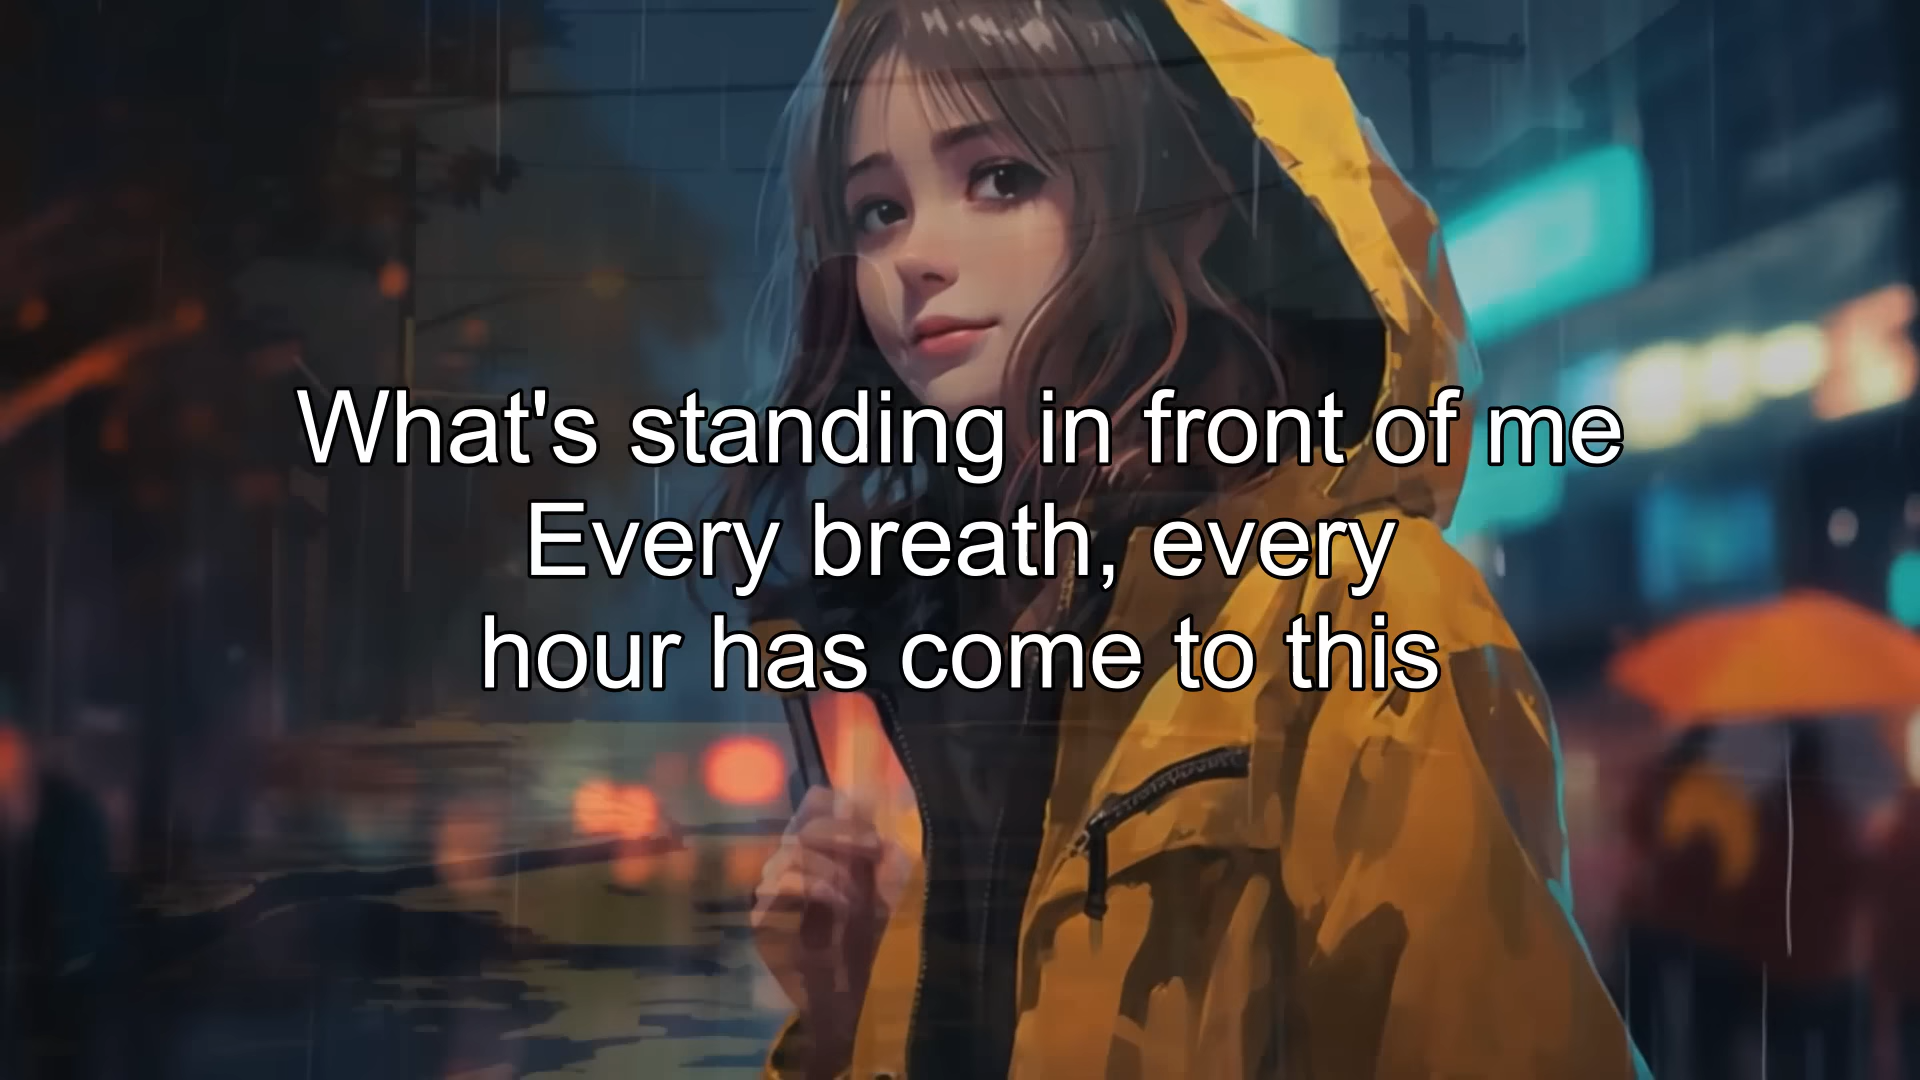 What's standing in front of me
Every breath, every
hour has come to this